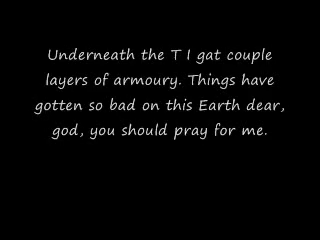 Underneath the T I gat couple
layers of armoury. Things have
gotten so bad on this Earth dear,
god, you should pray for me.